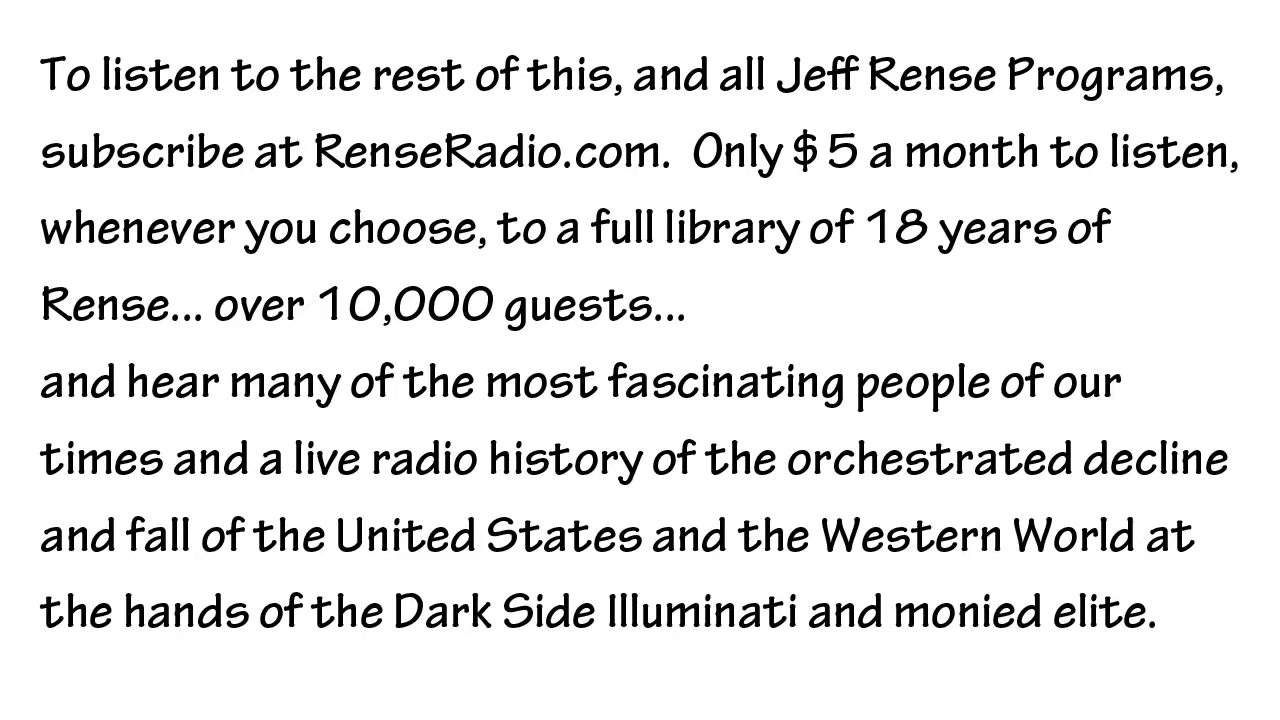 To listen to the rest of this, and all Jeff Rense Programs,
subscribe at RenseRadio.com.  Only $5 a month to listen,
whenever you choose, to a full library of 18 years of
Rense... over 10,000 guests...
and hear many of the most fascinating people of our
times and a live radio history of the orchestrated decline
and fall of the United States and the Western World at
the hands of the Dark Side Illuminati and monied elite.